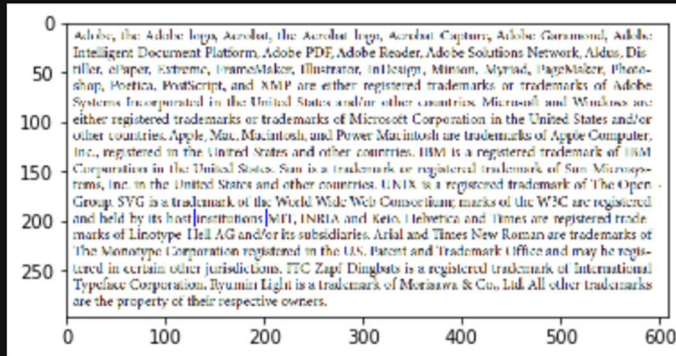 Adobe, the Adobe logo, Acrobat, the Acrobat logo, Acrobat Capture, Adobe Garamond, Adobe
Intelligent Document Platform, Adobe PDF, Adobe Reader, Adobe Solutions Network, Aldus, Dis-
tiller, ePaper, Extreme, FrameMaker, Illustrator, InDesign, Minion, Myriad, PageMaker, Photo-
shop, Poetica, PostScript, and XMP are either registered trademarks or trademarks of Adobe
Systems Incorporated in the United States and/or other countries. Microsoft and Windows are
either registered trademarks or trademarks of Microsoft Corporation in the United States and/or
other countries. Apple, Mac, Macintosh, and Power Macintosh are trademarks of Apple Computer,
Inc., registered in the United States and other countries. IBM is a registered trademark of IBM
Corporation in the United States. Sun is a trademark or registered trademark of Sun Microsys-
tems, Inc. in the United States and other countries. UNIX is a registered trademark of The Open
Group. SVG is a trademark of the World Wide Web Consortium; marks of the W3C are registered
and held by its host institutions MIT, INRIA and Keio. Helvetica and Times are registered trade-
marks of Linotype-Hell AG and/or its subsidiaries. Arial and Times New Roman are trademarks of
The Monotype Corporation registered in the U.S. Patent and Trademark Office and may be regis-
tered in certain other jurisdictions. ITC Zapf Dingbats is a registered trademark of International
Typeface Corporation. Ryumin Light is a trademark of Morisawa & Co., Ltd. All other trademarks
are the property of their respective owners.
0
50
100
150
200
250
0 100 200 300 400 500 600